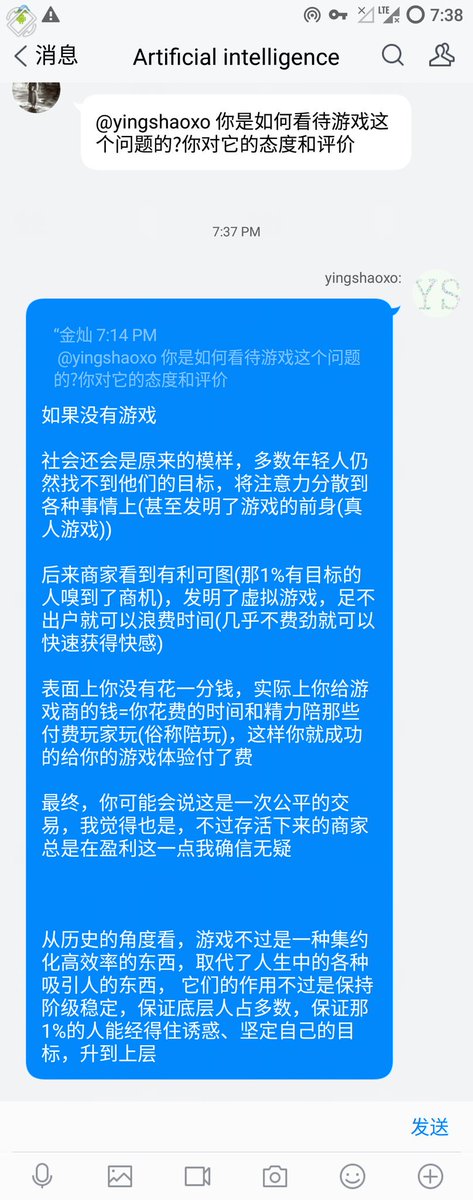 LTE
7:38
消息
Artificial intelligence
@yingshaoxo 你是如何看待游戏这
个问题的?你对它的态度和评价
7:37 PM
yingshaoxo:
YS
“金灿 7:14 PM
@yingshaoxo 你是如何看待游戏这个问题
的?你对它的态度和评价
如果没有游戏
社会还会是原来的模样，多数年轻人仍
然找不到他们的目标，将注意力分散到
各种事情上(甚至发明了游戏的前身(真
人游戏))
后来商家看到有利可图(那1%有目标的
人嗅到了商机)，发明了虚拟游戏，足不
出户就可以浪费时间(几乎不费劲就可以
快速获得快感)
表面上你没有花一分钱，实际上你给游
戏商的钱=你花费的时间和精力陪那些
付费玩家玩(俗称陪玩)，这样你就成功
的给你的游戏体验付了费
最终，你可能会说这是一次公平的交
易，我觉得也是，不过存活下来的商家
总是在盈利这一点我确信无疑
从历史的角度看，游戏不过是一种集约
化高效率的东西，取代了人生中的各种
吸引人的东西， 它们的作用不过是保持
阶级稳定，保证底层人占多数，保证那
1%的人能经得住诱惑、坚定自己的目
标，升到上层
发送